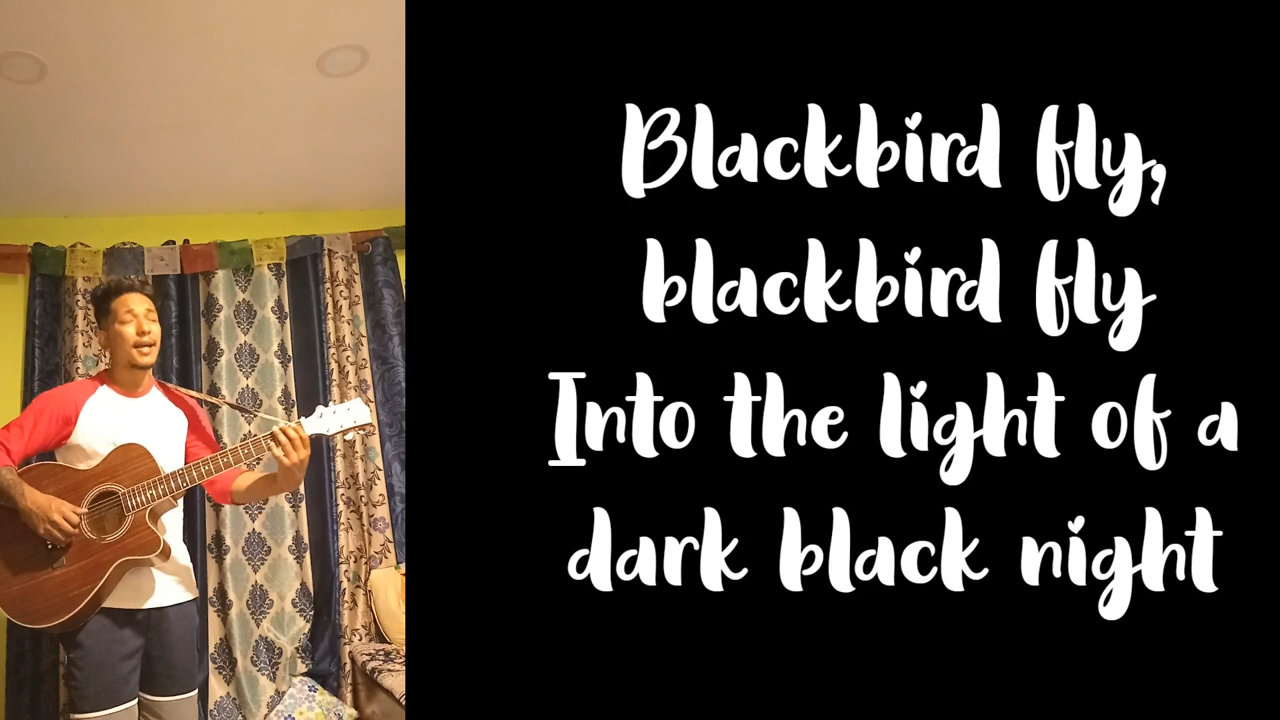 Blackbird fly,
blackbird fly
Into the light of a
dark black night